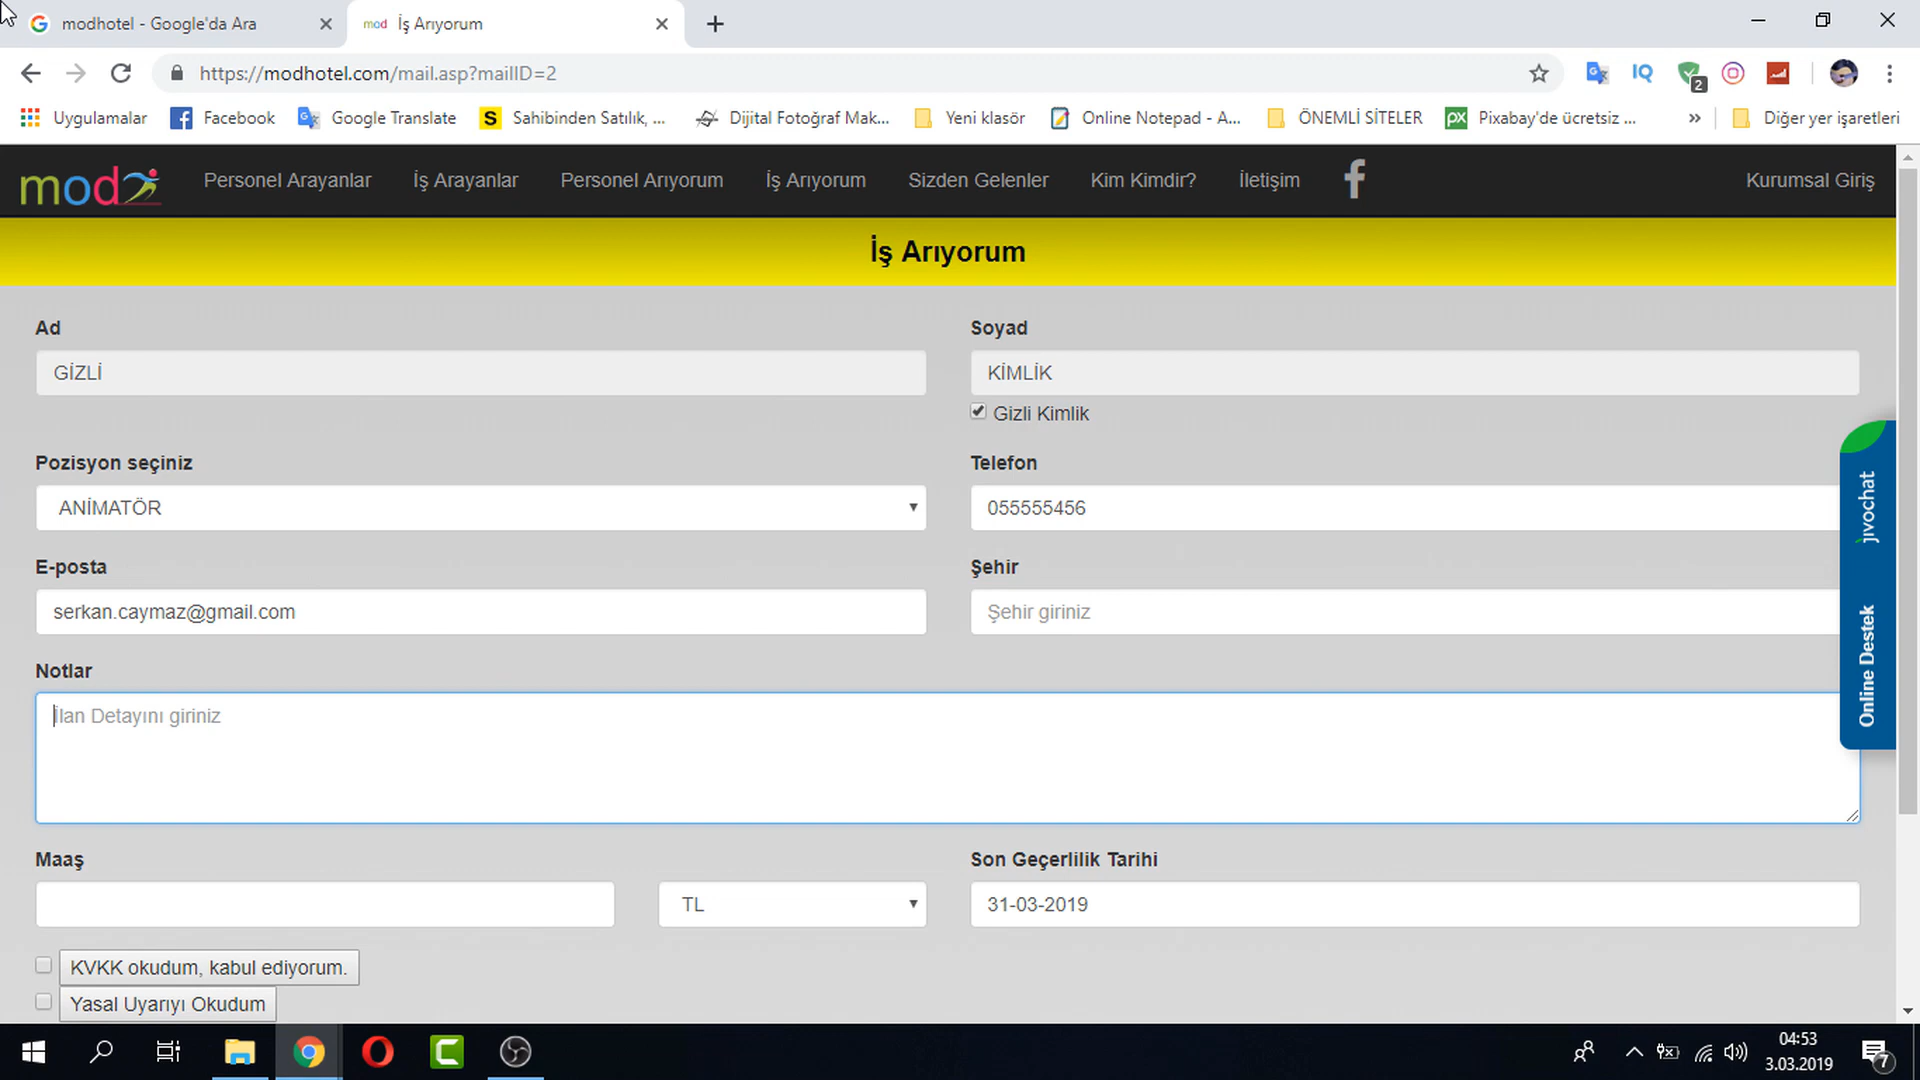 modhotel - Google'da Ara
mod İş Arıyorum
https://modhotel.com/mail.asp?mailID=2
IQ
2
Uygulamalar
Facebook
Google Translate
S Sahibinden Satılık, ...
Dijital Fotoğraf Mak...
Yeni klasör
Online Notepad - A...
ÖNEMLİ SİTELER
px Pixabay'de ücretsiz ...
»
Diğer yer işaretleri
mod
Personel Arayanlar
İş Arayanlar
Personel Arıyorum
İş Arıyorum
Sizden Gelenler
Kim Kimdir?
İletişim
Kurumsal Giriş
İş Arıyorum
Ad
Soyad
GİZLİ
KİMLİK
Gizli Kimlik
Pozisyon seçiniz
Telefon
ANİMATÖR
055555456
E-posta
Şehir
serkan.caymaz@gmail.com
Şehir giriniz
Notlar
İlan Detayını giriniz
jivochat
Online Destek
Maaş
Son Geçerlilik Tarihi
TL
31-03-2019
KVKK okudum, kabul ediyorum.
Yasal Uyarıyı Okudum
04:53
3.03.2019
7